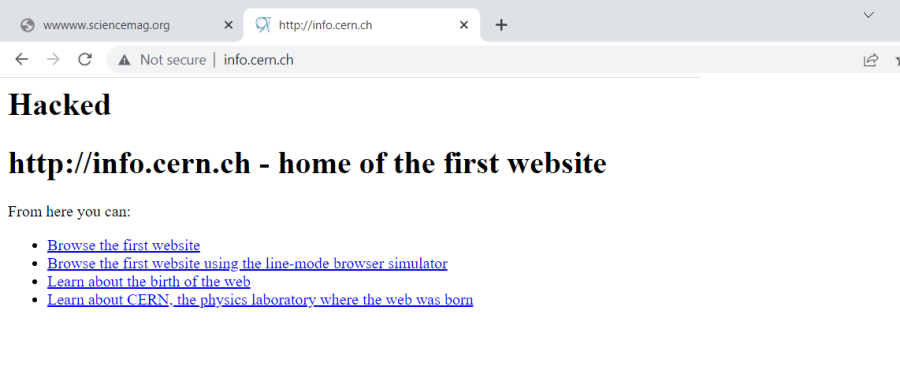 wwwww.sciencemag.org
http://info.cern.ch
Not secure | info.cern.ch
Hacked
http://info.cern.ch - home of the first website
From here you can:
Browse the first website
Browse the first website using the line-mode browser simulator
Learn about the birth of the web
Learn about CERN, the physics laboratory where the web was born